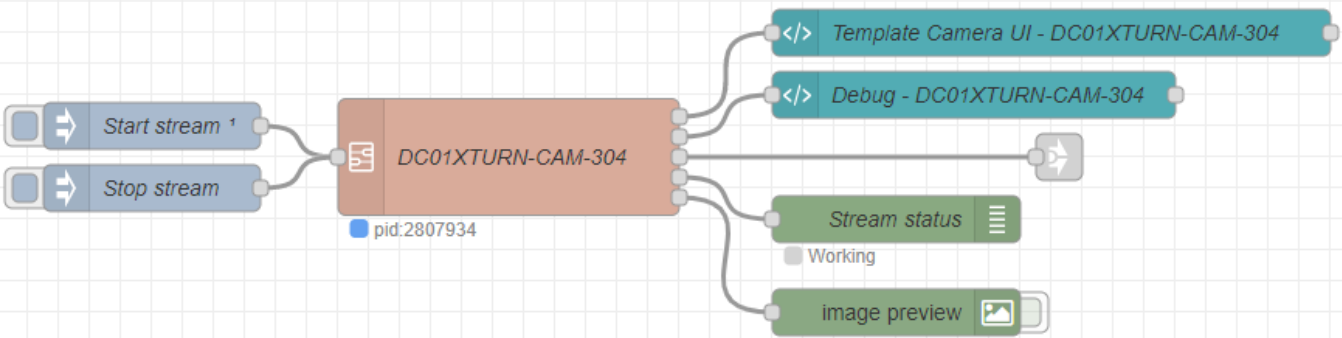 Template Camera UI - DC01XTURN-CAM-304
Debug - DC01XTURN-CAM-304
Start stream ¹
DC01XTURN-CAM-304
Stop stream
Stream status
pid:2807934
Working
image preview